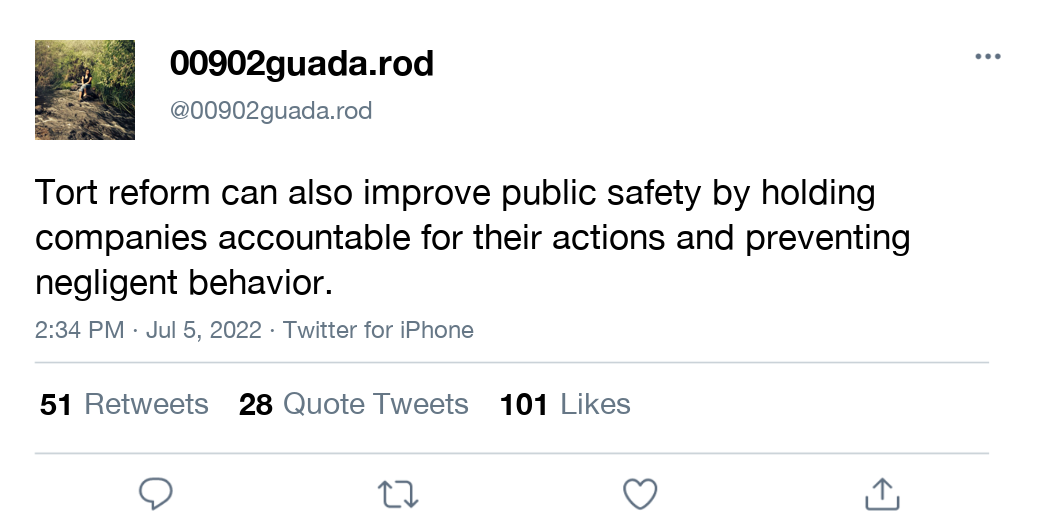 00902guada.rod
@00902guada.rod
Tort reform can also improve public safety by holding
companies accountable for their actions and preventing
negligent behavior.
2:34 PM · Jul 5, 2022 · Twitter for iPhone
51 Retweets 28 Quote Tweets 101 Likes